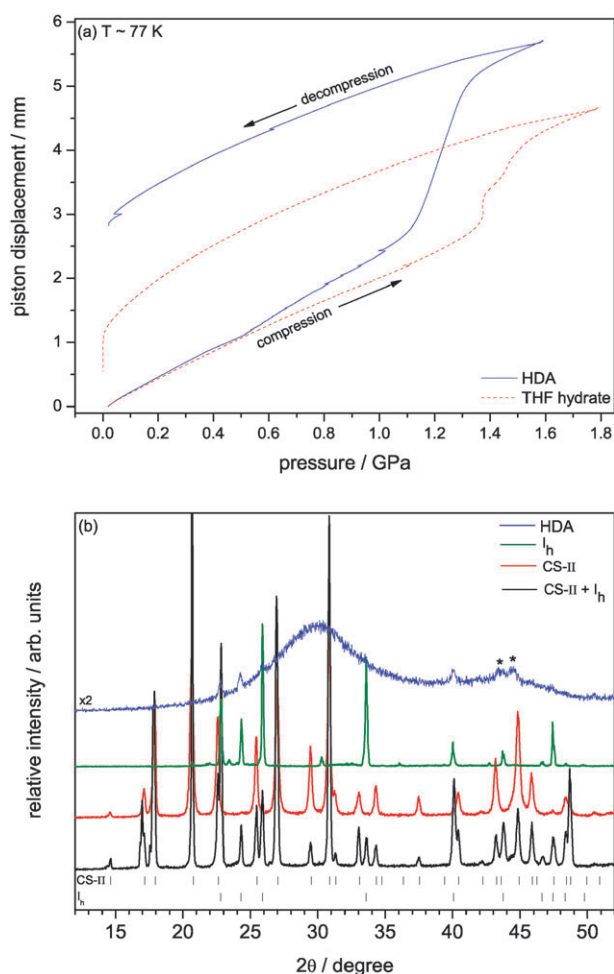 (a) T ~ 77 K
6
5
4
3
2
1
0
piston displacement / mm
decompression
compression
HDA
THF hydrate
0.0 0.2 0.4 0.6 0.8 1.0 1.2 1.4 1.6 1.8
pressure / GPa
(b)
HDA
Ih
CS-II
CS-II + Ih
* *
x2
relative intensity / arb. units
CS-II
Ih
15 20 25 30 35 40 45 50
2θ / degree